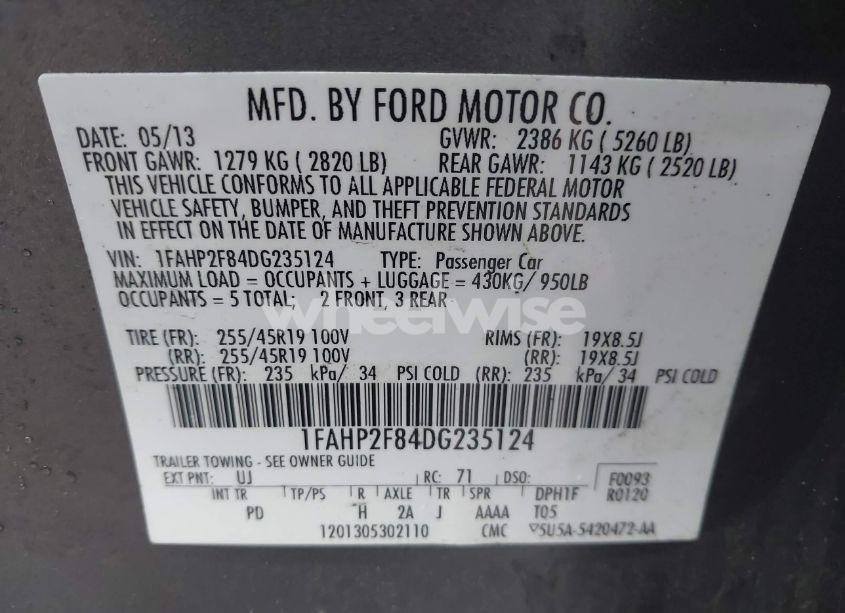 MFD. BY FORD MOTOR CO.
DATE: 05/13 GVWR: 2386 KG ( 5260 LB)
FRONT GAWR: 1279 KG ( 2820 LB) REAR GAWR: 1143 KG ( 2520 LB)
THIS VEHICLE CONFORMS TO ALL APPLICABLE FEDERAL MOTOR
VEHICLE SAFETY, BUMPER, AND THEFT PREVENTION STANDARDS
IN EFFECT ON THE DATE OF MANUFACTURE SHOWN ABOVE.
VIN: 1FAHP2F84DG235124 TYPE: Passenger Car
MAXIMUM LOAD = OCCUPANTS + LUGGAGE = 430KG/ 950LB
OCCUPANTS = 5 TOTAL; 2 FRONT, 3 REAR
wheelwise
TIRE (FR): 255/45R19 100V RIMS (FR): 19X8.5J
(RR): 255/45R19 100V (RR): 19X8.5J
PRESSURE (FR): 235 kPa/ 34 PSI COLD (RR): 235 kPa/ 34 PSI COLD
1FAHP2F84DG235124
TRAILER TOWING - SEE OWNER GUIDE
EXT PNT: UJ RC: 71 DSO: F0093
INT TR TP/PS R AXLE TR SPR DPH1F R0120
PD H 2A J AAAA T05
1201305302110 CMC 5U5A-5420472-AA